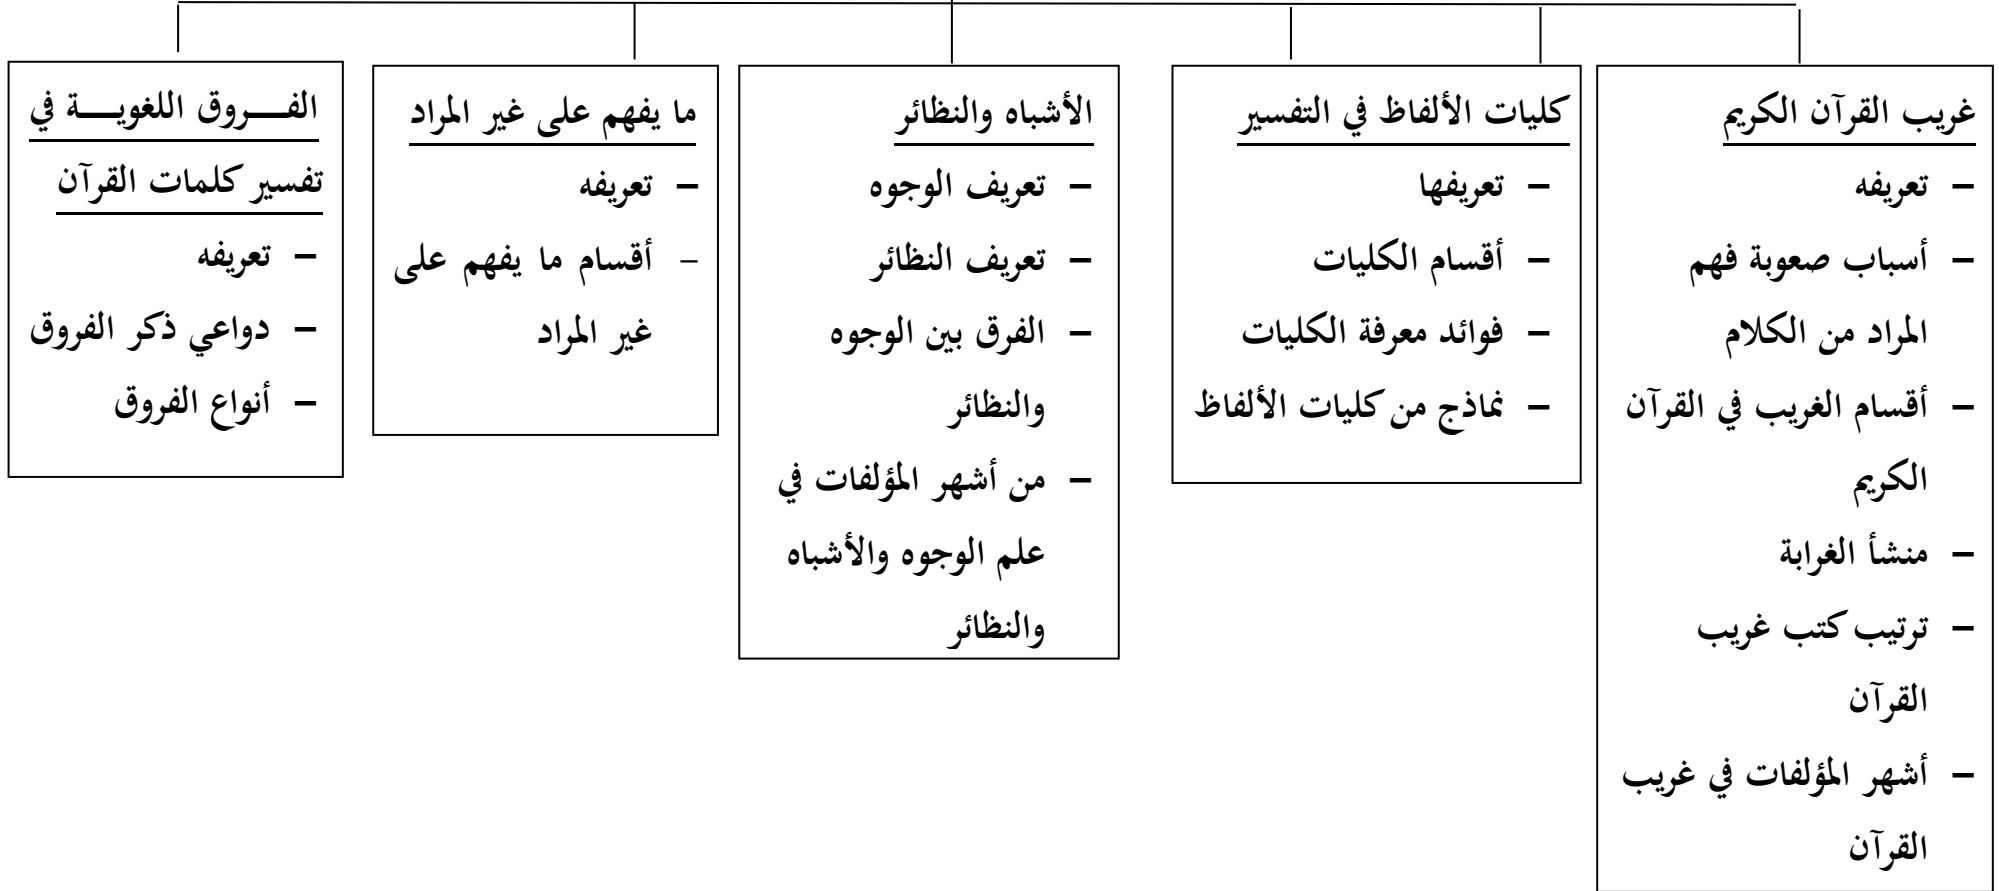 غريب القرآن الكريم
– تعريفه
– أسباب صعوبة فهم
المراد من الكلام
– أقسام الغريب في القرآن
الكريم
– منشأ الغرابة
– ترتيب كتب غريب
القرآن
– أشهر المؤلفات في غريب
القرآن
كليات الألفاظ في التفسير
– تعريفها
– أقسام الكليات
– فوائد معرفة الكليات
– نماذج من كليات الألفاظ
الأشباه والنظائر
– تعريف الوجوه
– تعريف النظائر
– الفرق بين الوجوه
والنظائر
– من أشهر المؤلفات في
علم الوجوه والأشباه
والنظائر
ما يفهم على غير المراد
– تعريفه
– أقسام ما يفهم على
غير المراد
الفـــروق اللغويـــة في
تفسير كلمات القرآن
– تعريفه
– دواعي ذكر الفروق
– أنواع الفروق